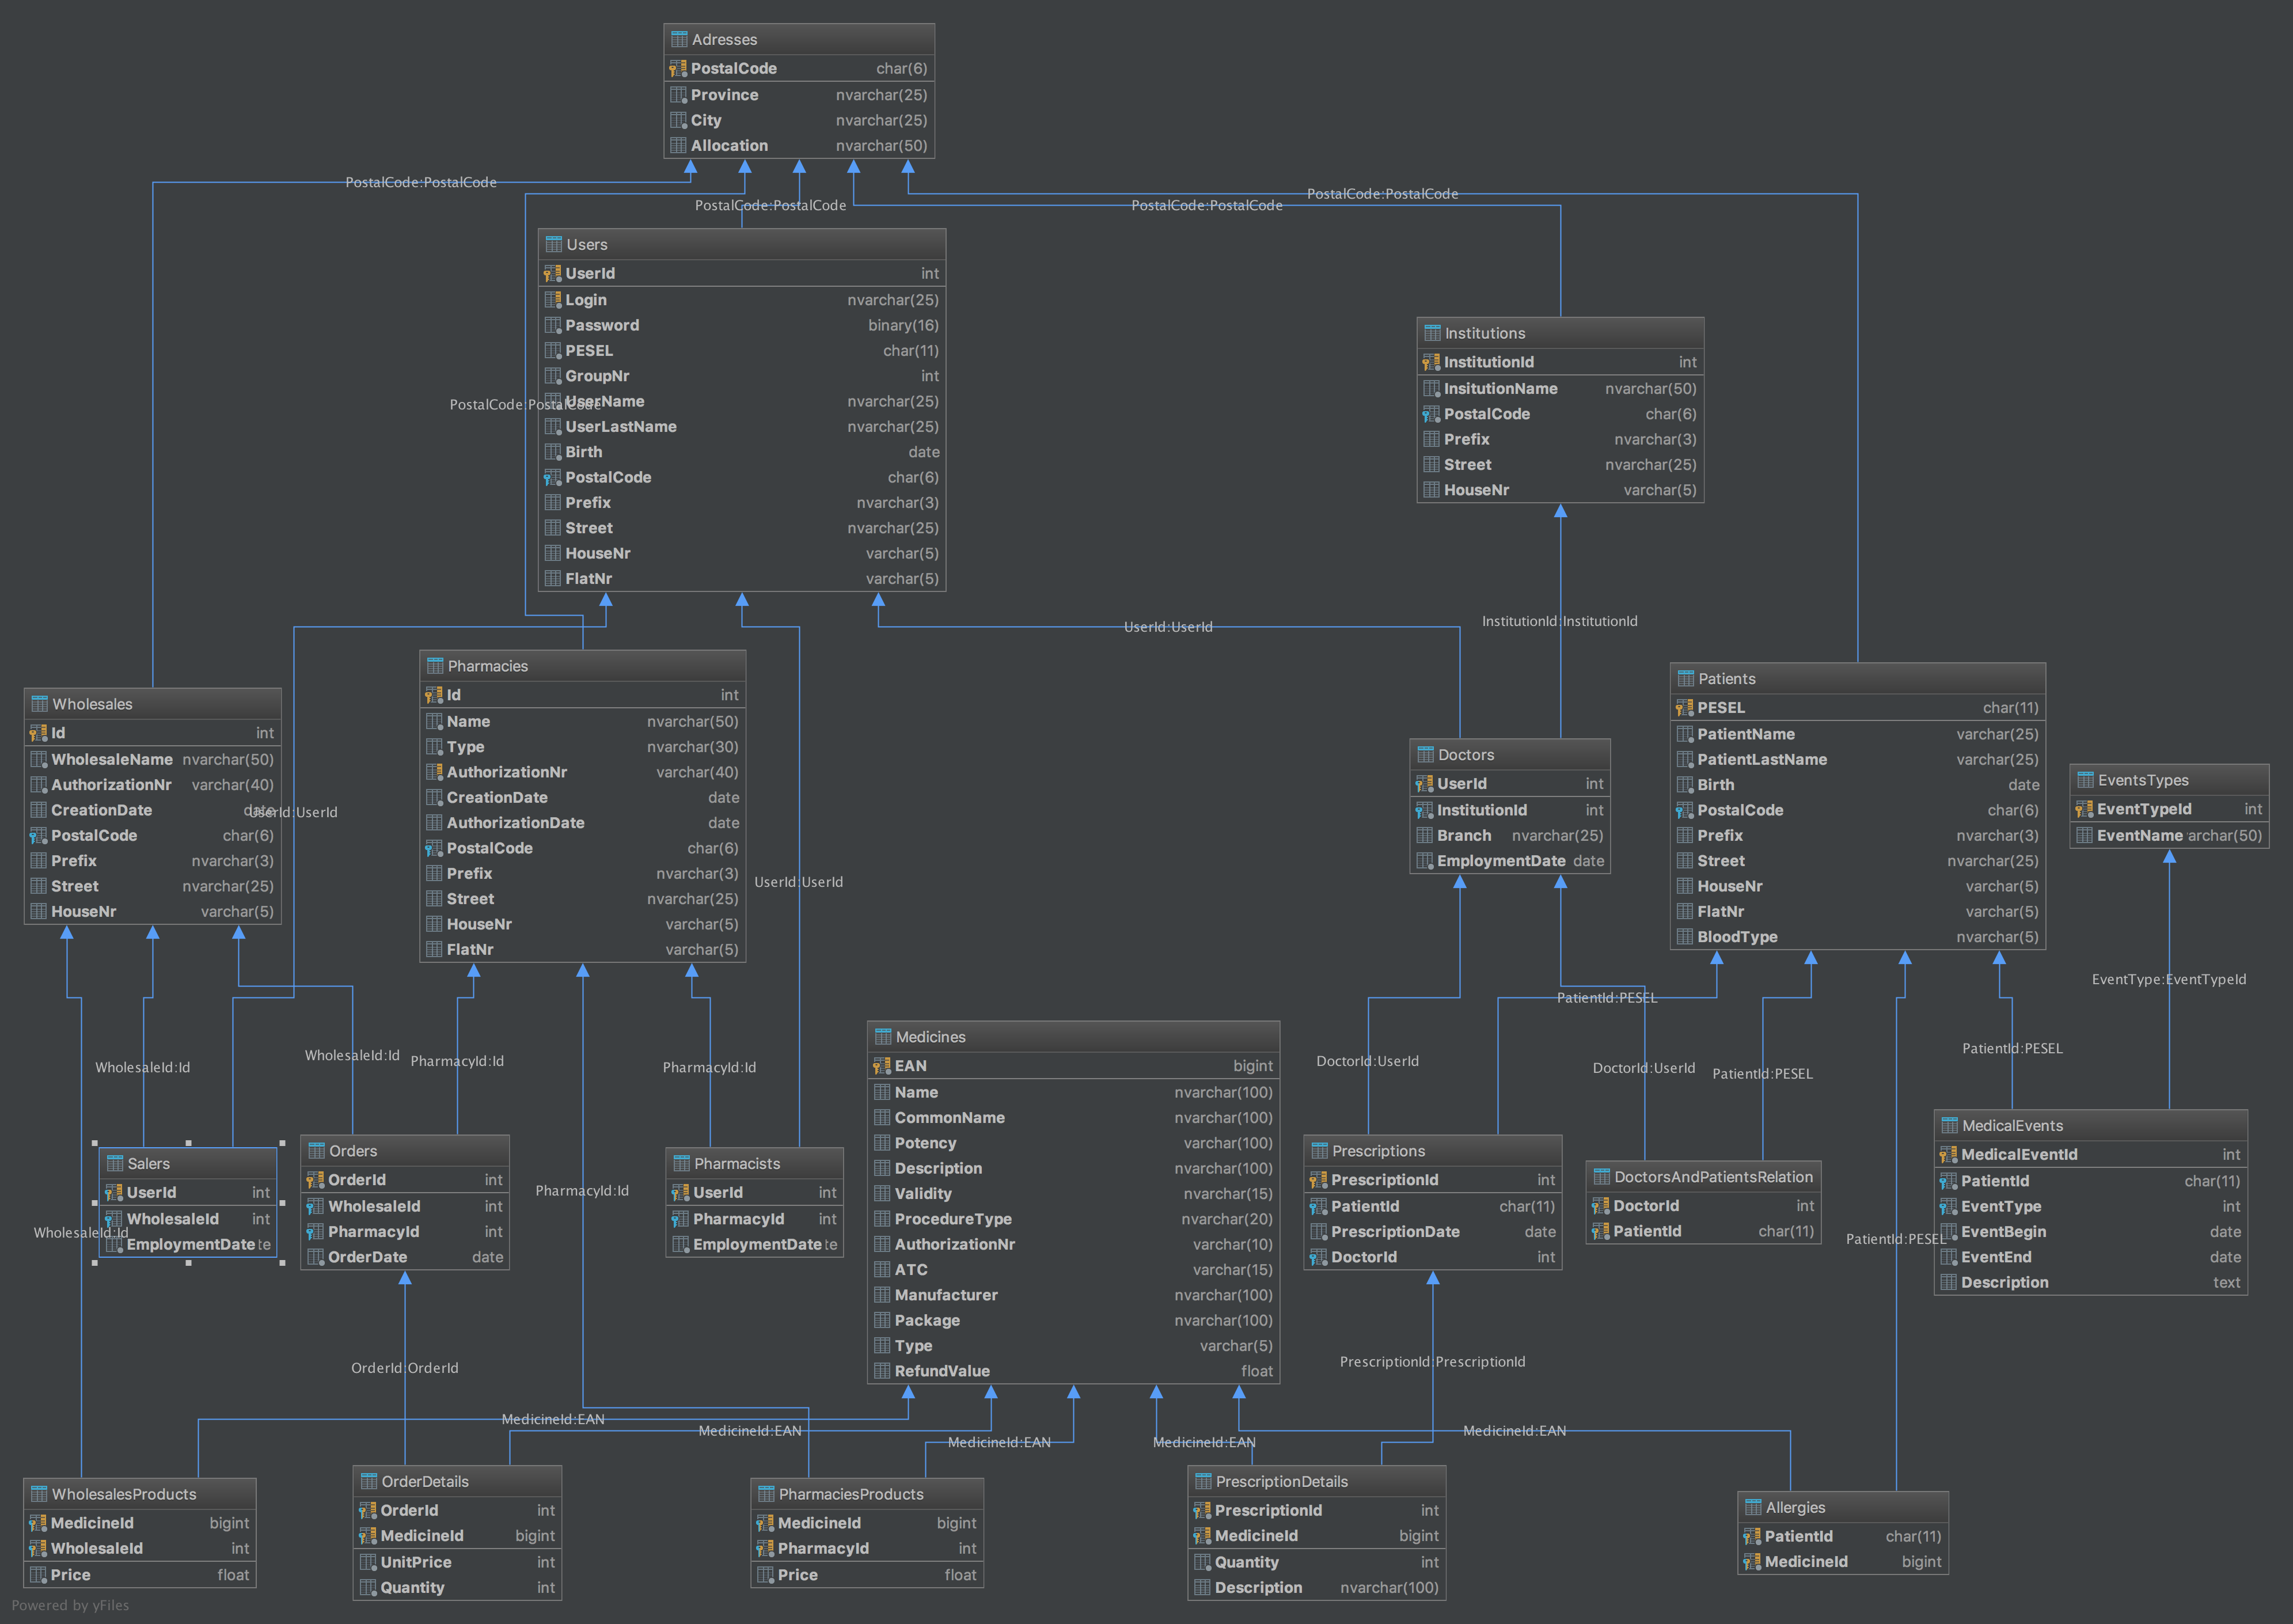 Adresses
PostalCode char(6)
Province nvarchar(25)
City nvarchar(25)
Allocation nvarchar(50)
PostalCode:PostalCode
PostalCode:PostalCode
PostalCode:PostalCode
PostalCode:PostalCode
PostalCode:PostalCode
Users
UserId int
Login nvarchar(25)
Password binary(16)
PESEL char(11)
GroupNr int
UserName nvarchar(25)
UserLastName nvarchar(25)
Birth date
PostalCode char(6)
Prefix nvarchar(3)
Street nvarchar(25)
HouseNr varchar(5)
FlatNr varchar(5)
Institutions
InstitutionId int
InsitutionName nvarchar(50)
PostalCode char(6)
Prefix nvarchar(3)
Street nvarchar(25)
HouseNr varchar(5)
UserId:UserId
InstitutionId:InstitutionId
Wholesales
Id int
WholesaleName nvarchar(50)
AuthorizationNr varchar(40)
CreationDate date
PostalCode char(6)
Prefix nvarchar(3)
Street nvarchar(25)
HouseNr varchar(5)
UserId:UserId
Pharmacies
Id int
Name nvarchar(50)
Type nvarchar(30)
AuthorizationNr varchar(40)
CreationDate date
AuthorizationDate date
PostalCode char(6)
Prefix nvarchar(3)
Street nvarchar(25)
HouseNr varchar(5)
FlatNr varchar(5)
UserId:UserId
Doctors
UserId int
InstitutionId int
Branch nvarchar(25)
EmploymentDate date
Patients
PESEL char(11)
PatientName varchar(25)
PatientLastName varchar(25)
Birth date
PostalCode char(6)
Prefix nvarchar(3)
Street nvarchar(25)
HouseNr varchar(5)
FlatNr varchar(5)
BloodType nvarchar(5)
EventsTypes
EventTypeId int
EventName varchar(50)
EventType:EventTypeId
PatientId:PESEL
PatientId:PESEL
WholesaleId:Id
WholesaleId:Id
PharmacyId:Id
PharmacyId:Id
DoctorId:UserId
DoctorId:UserId
PatientId:PESEL
Salers
UserId int
WholesaleId int
EmploymentDate te
WholesaleId:Id
Orders
OrderId int
WholesaleId int
PharmacyId int
OrderDate date
PharmacyId:Id
Pharmacists
UserId int
PharmacyId int
EmploymentDate te
Medicines
EAN bigint
Name nvarchar(100)
CommonName nvarchar(100)
Potency varchar(100)
Description nvarchar(100)
Validity nvarchar(15)
ProcedureType nvarchar(20)
AuthorizationNr varchar(10)
ATC varchar(15)
Manufacturer nvarchar(100)
Package nvarchar(100)
Type varchar(5)
RefundValue float
Prescriptions
PrescriptionId int
PatientId char(11)
PrescriptionDate date
DoctorId int
DoctorsAndPatientsRelation
DoctorId int
PatientId char(11)
PatientId:PESEL
MedicalEvents
MedicalEventId int
PatientId char(11)
EventType int
EventBegin date
EventEnd date
Description text
OrderId:OrderId
PrescriptionId:PrescriptionId
MedicineId:EAN
MedicineId:EAN
MedicineId:EAN
MedicineId:EAN
MedicineId:EAN
WholesalesProducts
MedicineId bigint
WholesaleId int
Price float
OrderDetails
OrderId int
MedicineId bigint
UnitPrice int
Quantity int
PharmaciesProducts
MedicineId bigint
PharmacyId int
Price float
PrescriptionDetails
PrescriptionId int
MedicineId bigint
Quantity int
Description nvarchar(100)
Allergies
PatientId char(11)
MedicineId bigint
Powered by yFiles